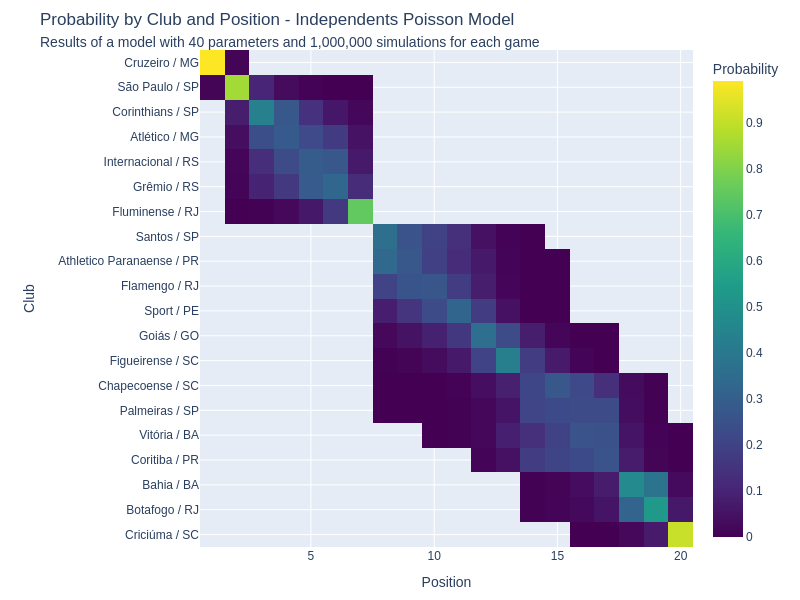 Probability by Club and Position - Independents Poisson Model
Results of a model with 40 parameters and 1,000,000 simulations for each game
Probability
Cruzeiro / MG
São Paulo / SP
Corinthians / SP
Atlético / MG
Internacional / RS
Grêmio / RS
Fluminense / RJ
Santos / SP
Athletico Paranaense / PR
Flamengo / RJ
Sport / PE
Goiás / GO
Figueirense / SC
Chapecoense / SC
Palmeiras / SP
Vitória / BA
Coritiba / PR
Bahia / BA
Botafogo / RJ
Criciúma / SC
Club
0.9
0.8
0.7
0.6
0.5
0.4
0.3
0.2
0.1
0
5
10
15
20
Position